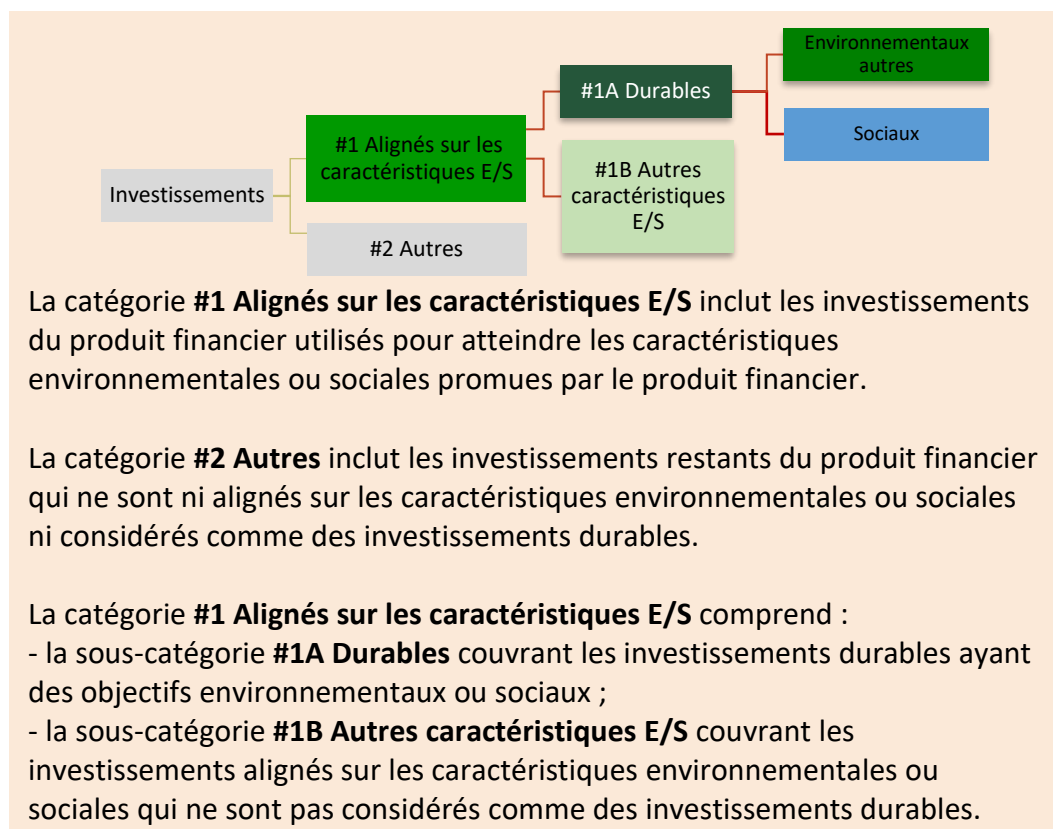 Environnementaux
autres
#1A Durables
Sociaux
#1 Alignés sur les
caractéristiques E/S
#1B Autres
caractéristiques
E/S
Investissements
#2 Autres
La catégorie #1 Alignés sur les caractéristiques E/S inclut les investissements
du produit financier utilisés pour atteindre les caractéristiques
environnementales ou sociales promues par le produit financier.
La catégorie #2 Autres inclut les investissements restants du produit financier
qui ne sont ni alignés sur les caractéristiques environnementales ou sociales
ni considérés comme des investissements durables.
La catégorie #1 Alignés sur les caractéristiques E/S comprend :
- la sous-catégorie #1A Durables couvrant les investissements durables ayant
des objectifs environnementaux ou sociaux ;
- la sous-catégorie #1B Autres caractéristiques E/S couvrant les
investissements alignés sur les caractéristiques environnementales ou
sociales qui ne sont pas considérés comme des investissements durables.